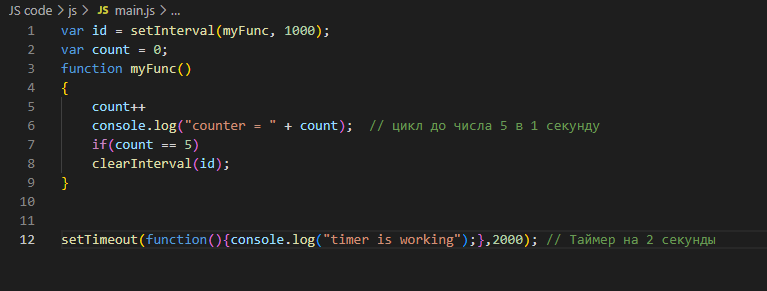 JS code > js > JS main.js > ...
1 var id = setInterval(myFunc, 1000);
2 var count = 0;
3 function myFunc()
4 {
5     count++
6     console.log("counter = " + count);  // цикл до числа 5 в 1 секунду
7     if(count == 5)
8     clearInterval(id);
9 }
10
11
12 setTimeout(function(){console.log("timer is working");},2000); // Таймер на 2 секунды